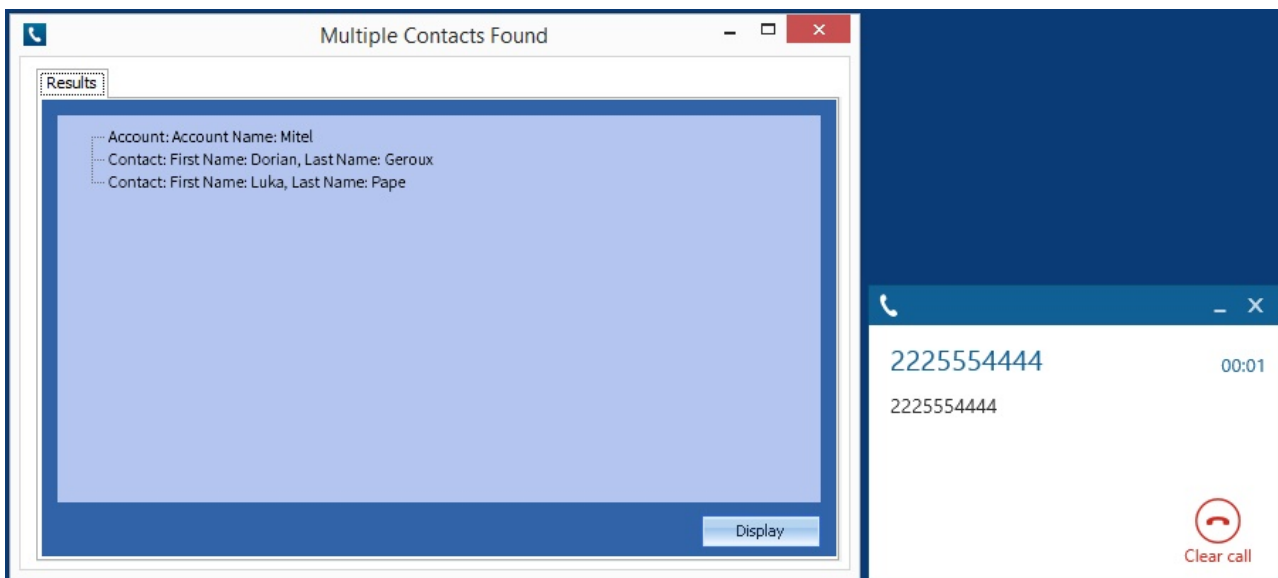 Multiple Contacts Found
Results
Account: Account Name: Mitel
Contact: First Name: Dorian, Last Name: Geroux
Contact: First Name: Luka, Last Name: Pape
Display
2225554444
00:01
2225554444
Clear call